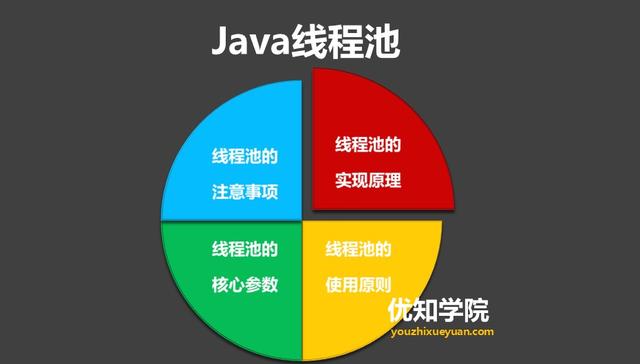 Java线程池
线程池的
注意事项
线程池的
实现原理
线程池的
核心参数
线程池的
使用原则
优知学院
youzhixueyuan.com